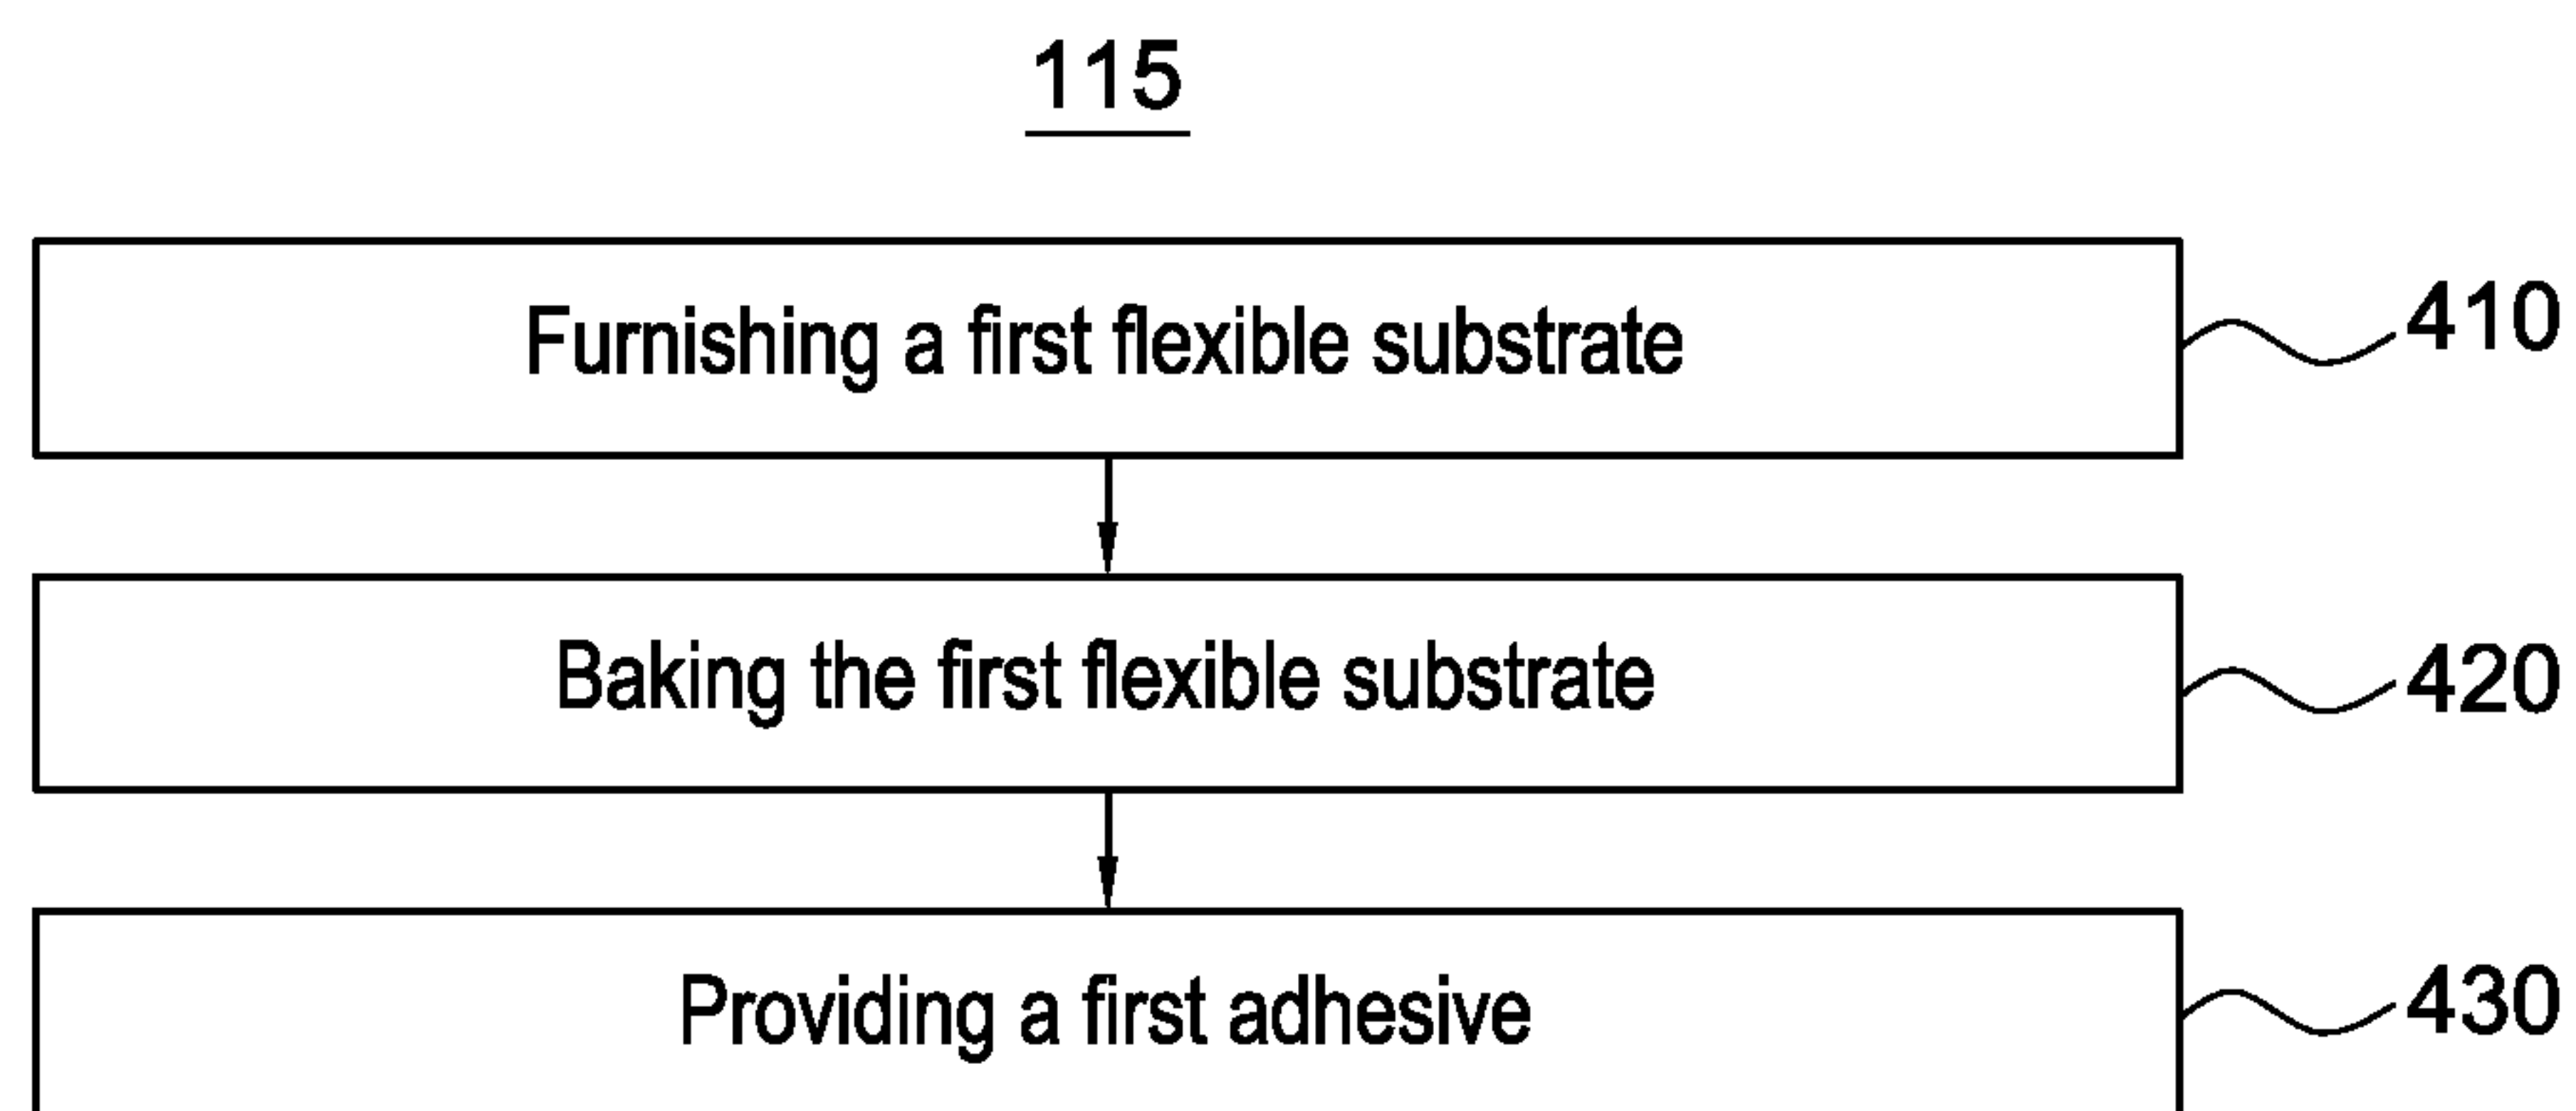 115
Furnishing a first flexible substrate
410
Baking the first flexible substrate
420
Providing a first adhesive
430